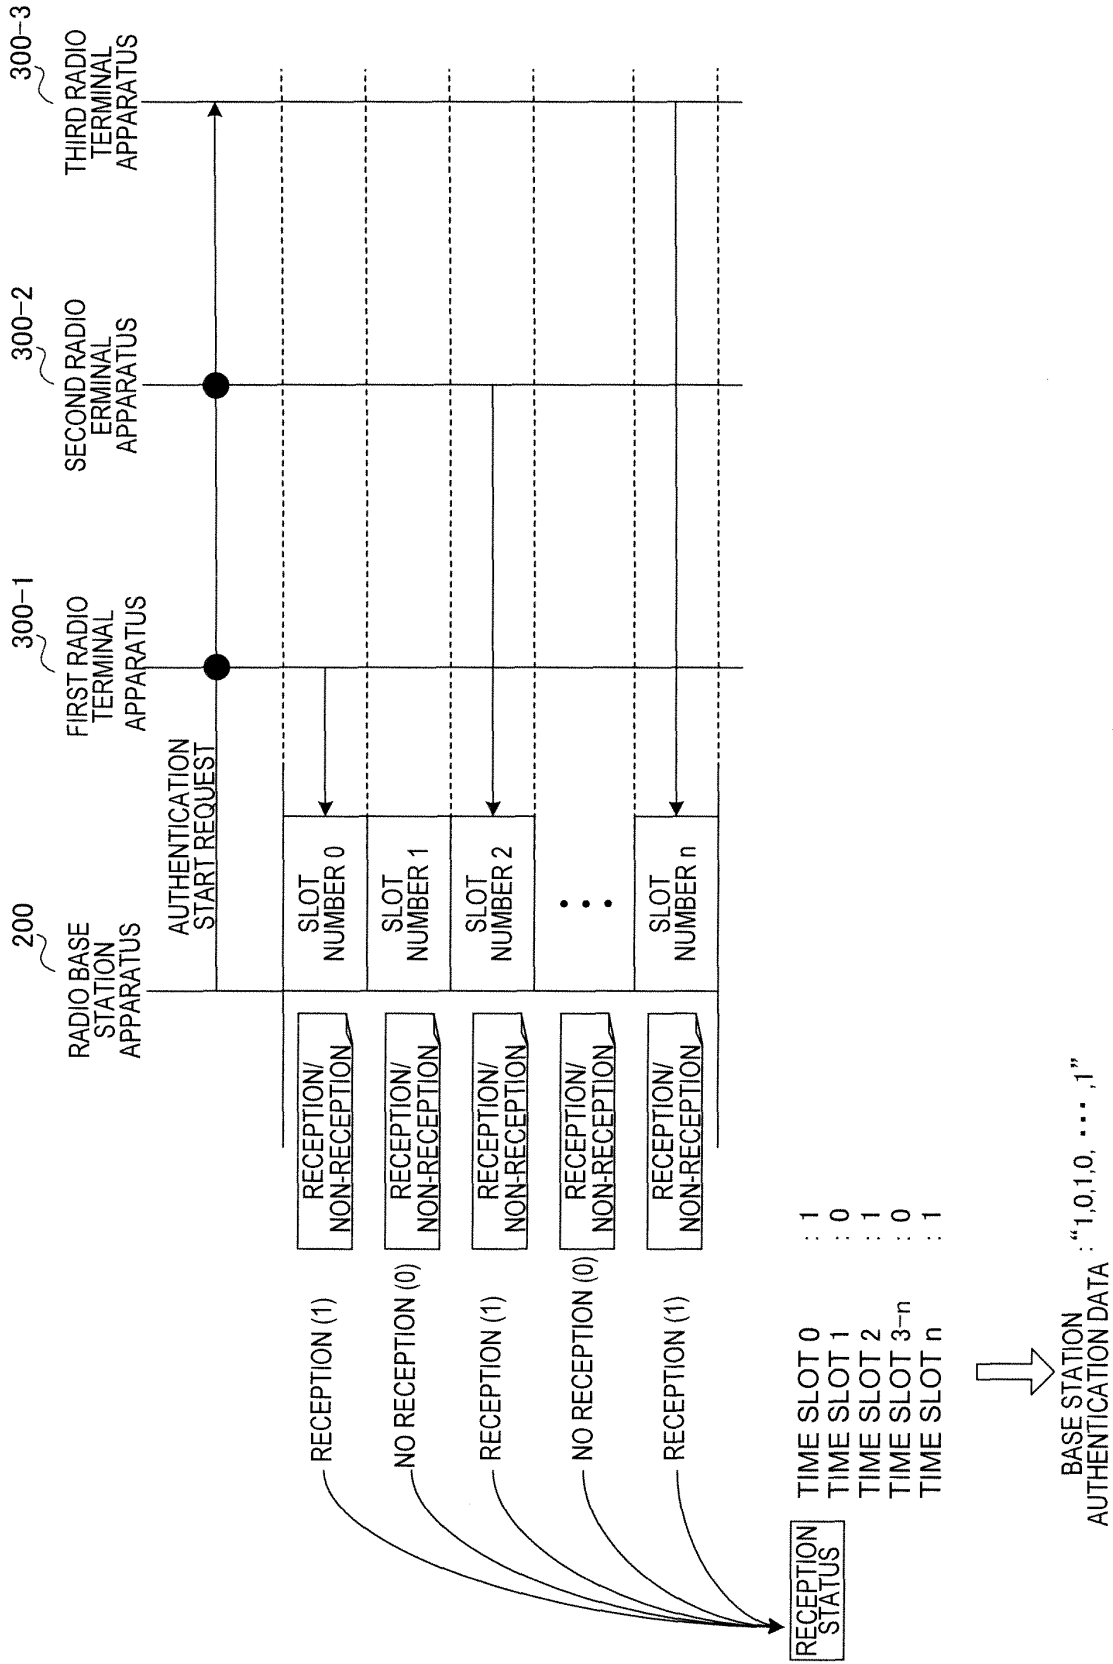 200
RADIO BASE
STATION
APPARATUS
300-1
FIRST RADIO
TERMINAL
APPARATUS
300-2
SECOND RADIO
ERMINAL
APPARATUS
300-3
THIRD RADIO
TERMINAL
APPARATUS
AUTHENTICATION
START REQUEST
RECEPTION (1)
RECEPTION/
NON-RECEPTION
SLOT
NUMBER 0
NO RECEPTION (0)
RECEPTION/
NON-RECEPTION
SLOT
NUMBER 1
RECEPTION (1)
RECEPTION/
NON-RECEPTION
SLOT
NUMBER 2
NO RECEPTION (0)
RECEPTION/
NON-RECEPTION
• • •
RECEPTION (1)
RECEPTION/
NON-RECEPTION
SLOT
NUMBER n
RECEPTION
STATUS
TIME SLOT 0 : 1
TIME SLOT 1 : 0
TIME SLOT 2 : 1
TIME SLOT 3-n : 0
TIME SLOT n : 1
BASE STATION
AUTHENTICATION DATA : “1,0,1,0, ••• ,1”